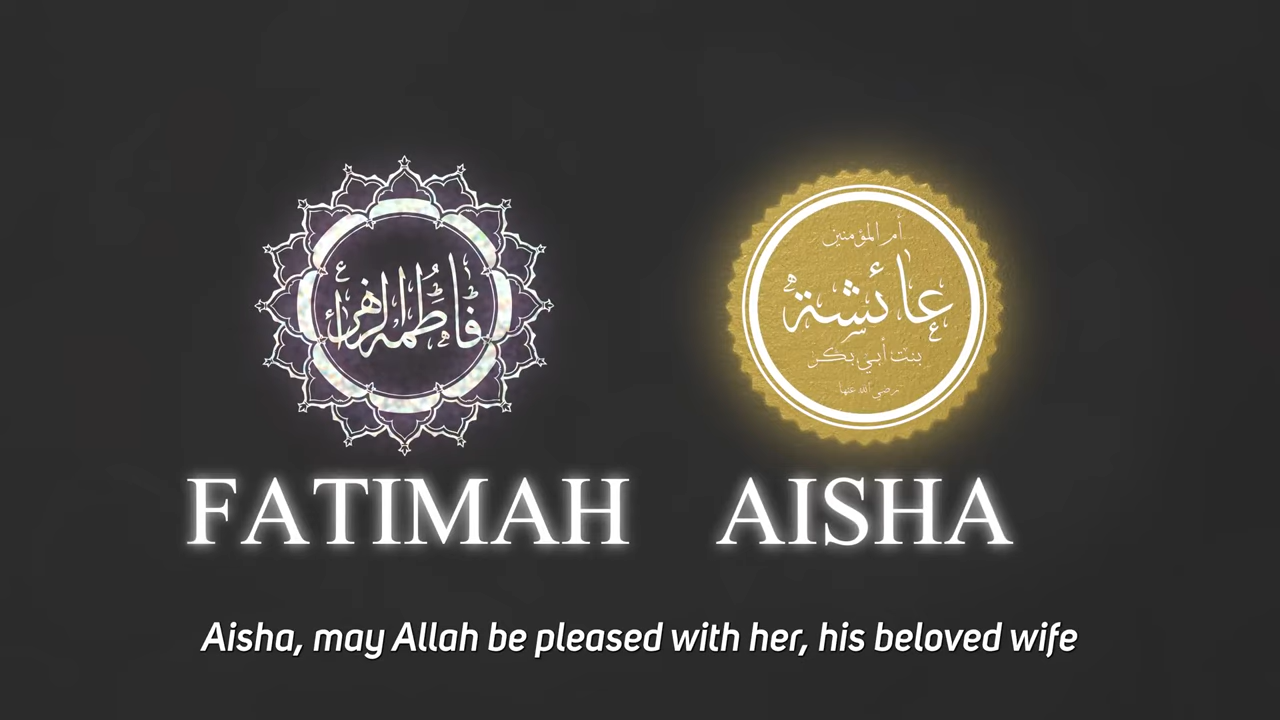 فاطمة الزهراء
أم المؤمنين
عائشة
بنت أبي بكر
رضي الله عنها
FATIMAH
AISHA
Aisha, may Allah be pleased with her, his beloved wife